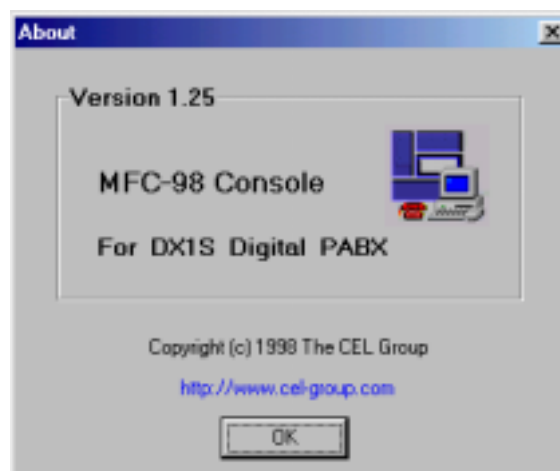 About
Version 1.25
MFC-98 Console
For DX1S Digital PABX
Copyright (c) 1998 The CEL Group
http://www.cel-group.com
OK